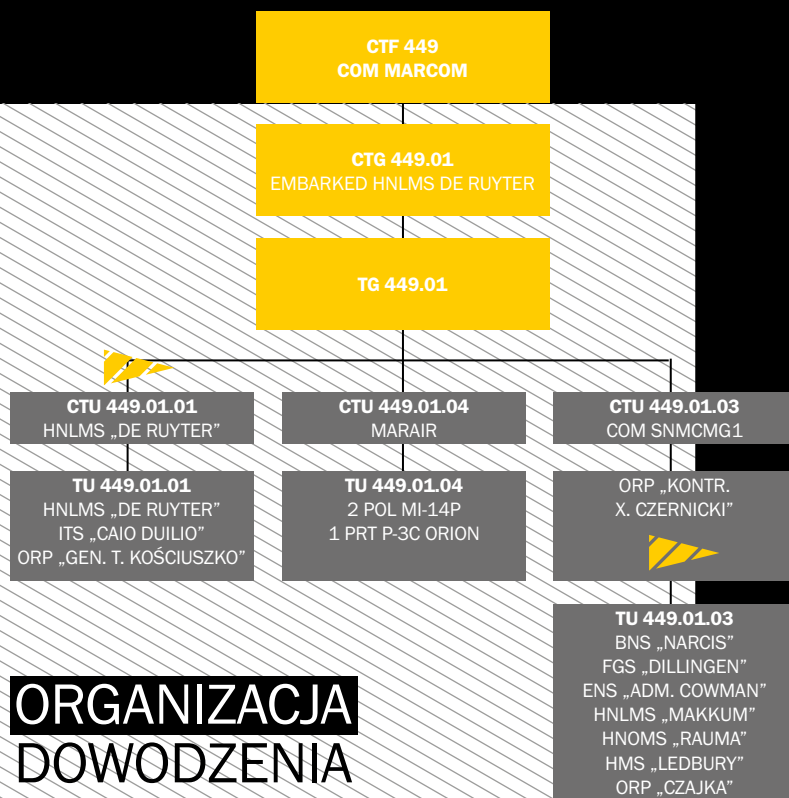 CTF 449
COM MARCOM
CTG 449.01
EMBARKED HNLMS DE RUYTER
TG 449.01
CTU 449.01.01
HNLMS „DE RUYTER”
CTU 449.01.04
MARAIR
CTU 449.01.03
COM SNMCMG1
TU 449.01.01
HNLMS „DE RUYTER”
ITS „CAIO DUILIO”
ORP „GEN. T. KOŚCIUSZKO”
TU 449.01.04
2 POL MI-14P
1 PRT P-3C ORION
ORP „KONTR.
X. CZERNICKI”
TU 449.01.03
BNS „NARCIS”
FGS „DILLINGEN”
ENS „ADM. COWMAN”
HNLMS „MAKKUM”
HNOMS „RAUMA”
HMS „LEDBURY”
ORP „CZAJKA”
ORGANIZACJA
DOWODZENIA